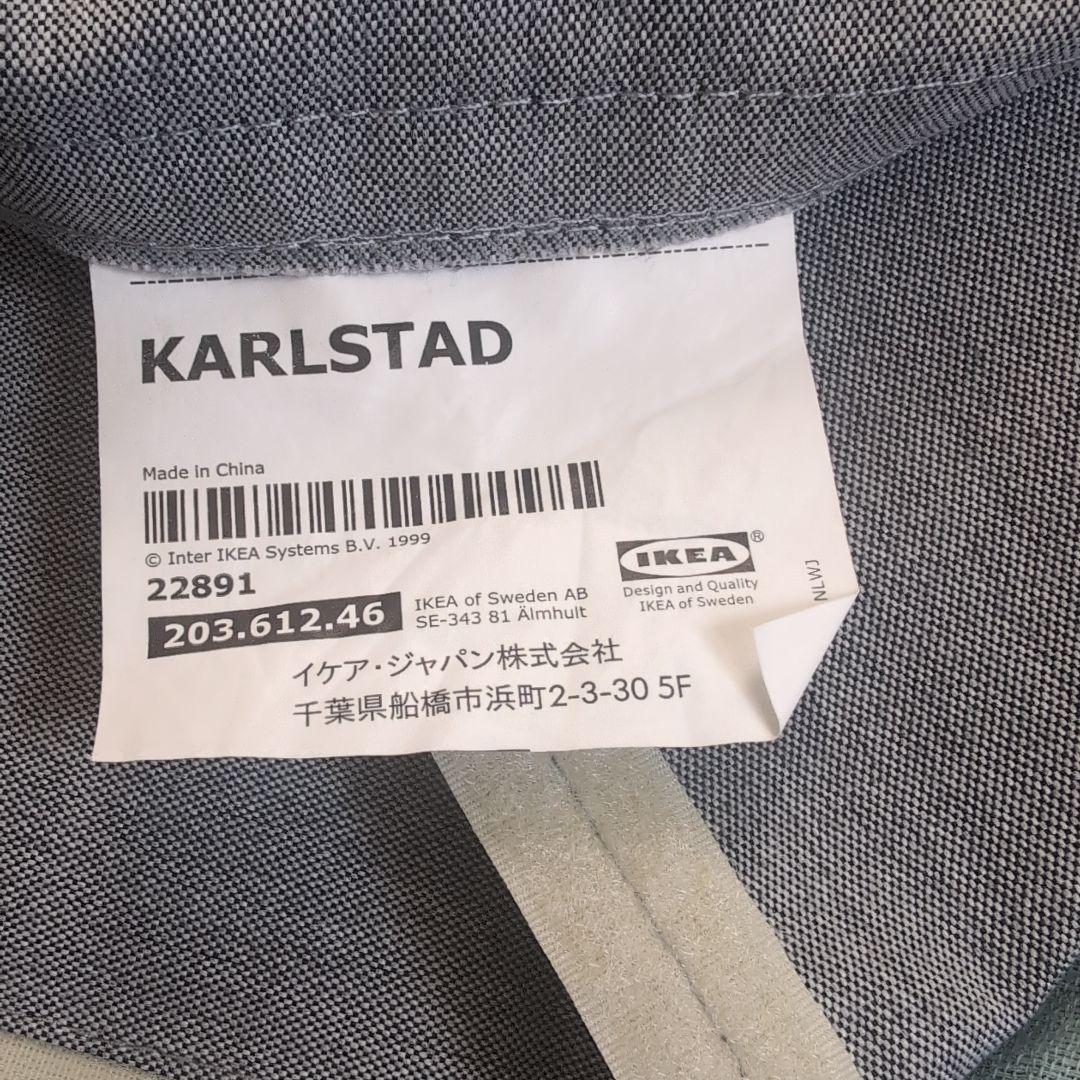 KARLSTAD
Made in China
© Inter IKEA Systems B.V. 1999
22891
203.612.46
IKEA of Sweden AB
SE-343 81 Älmhult
IKEA®
Design and Quality
IKEA of Sweden
NLWJ
イケア・ジャパン株式会社
千葉県船橋市浜町2-3-30 5F